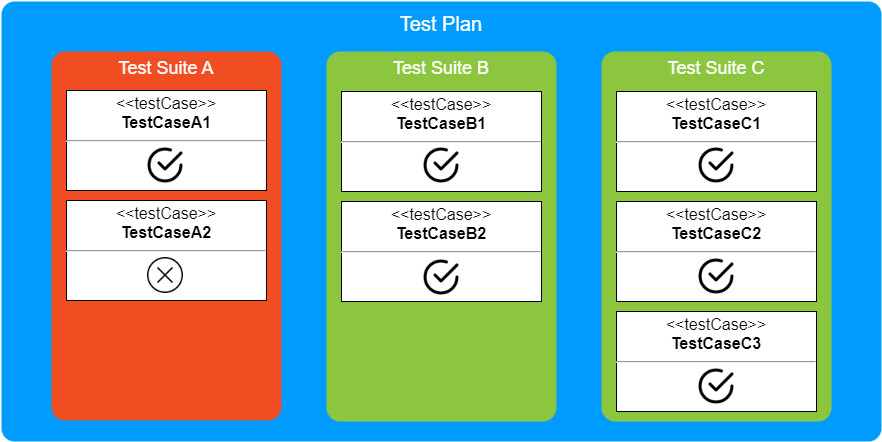 Test Plan
Test Suite A
<<testCase>>
TestCaseA1
<<testCase>>
TestCaseA2
Test Suite B
<<testCase>>
TestCaseB1
<<testCase>>
TestCaseB2
Test Suite C
<<testCase>>
TestCaseC1
<<testCase>>
TestCaseC2
<<testCase>>
TestCaseC3